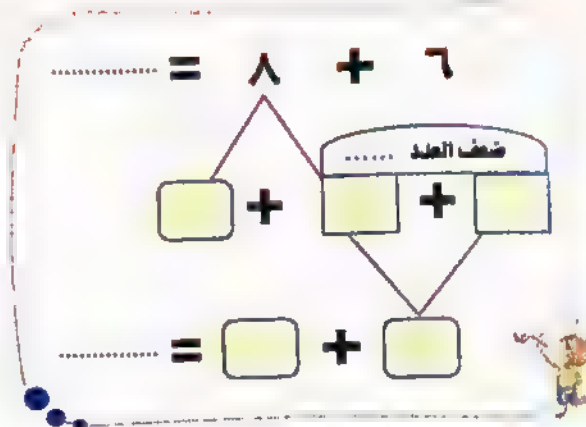 ٦ + ٨ = ..............
ضعف العدد ......
+ +
+ = ..............